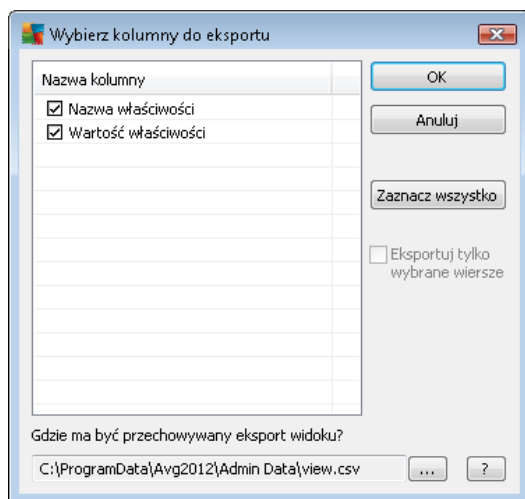 Wybierz kolumny do eksportu
Nazwa kolumny
Nazwa właściwości
Wartość właściwości
OK
Anuluj
Zaznacz wszystko
Eksportuj tylko
wybrane wiersze
Gdzie ma być przechowywany eksport widoku?
C:\ProgramData\Avg2012\Admin Data\view.csv
...
?